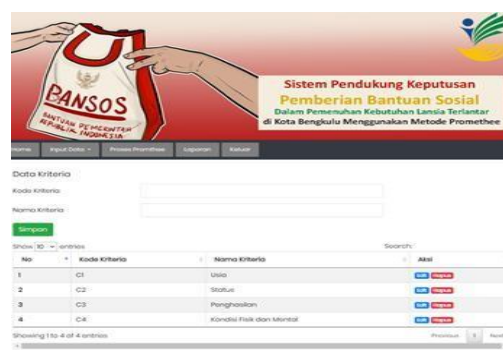 BANSOS
BANTUAN PEMERINTAH
REPUBLIK INDONESIA
Sistem Pendukung Keputusan
Pemberian Bantuan Sosial
Dalam Pemenuhan Kebutuhan Lansia Terlantar
di Kota Bengkulu Menggunakan Metode Promethee
Home Input Data Proses Promithee Laporan Keluar
Data Kriteria
Kode Kriteria
Nama Kriteria
Simpan
Show 10 entries Search:
No Kode Kriteria Nama Kriteria Aksi
1 C1 Usia Edit Hapus
2 C2 Status Edit Hapus
3 C3 Penghasilan Edit Hapus
4 C4 Kondisi Fisik dan Mental Edit Hapus
Showing 1 to 4 of 4 entries Previous 1 Next